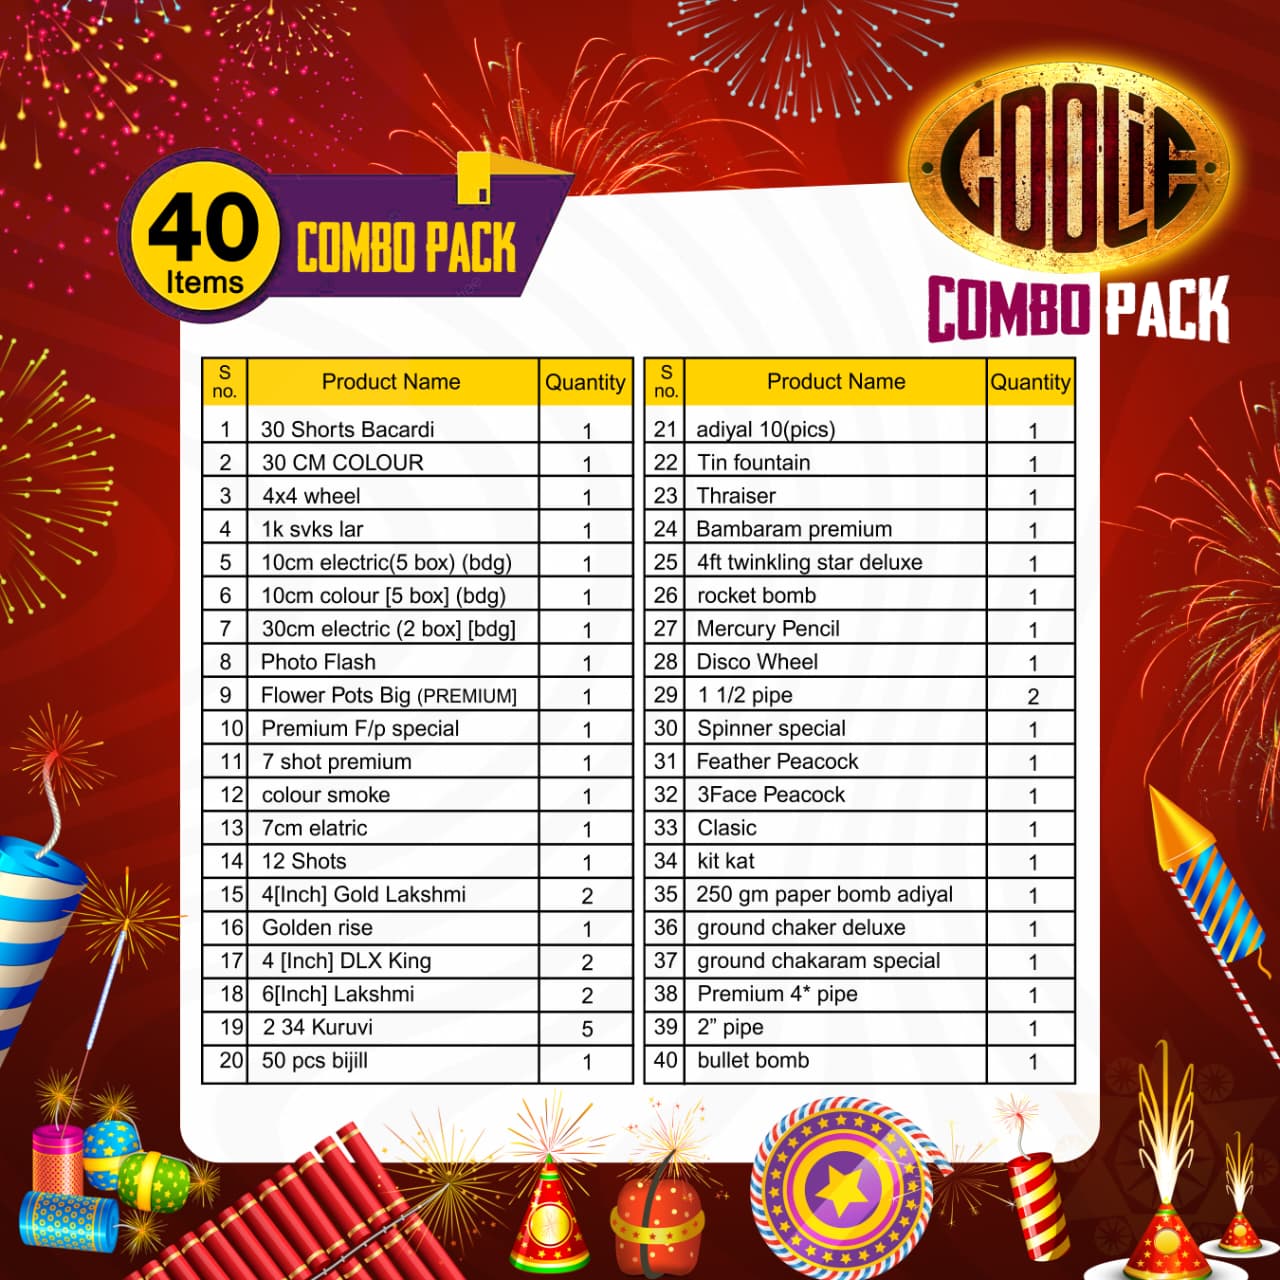 COOLiE
COMBO PACK
40
Items
COMBO PACK
S no. Product Name Quantity
1 30 Shorts Bacardi 1
2 30 CM COLOUR 1
3 4x4 wheel 1
4 1k svks lar 1
5 10cm electric(5 box) (bdg) 1
6 10cm colour [5 box] (bdg) 1
7 30cm electric (2 box] [bdg] 1
8 Photo Flash 1
9 Flower Pots Big (PREMIUM] 1
10 Premium F/p special 1
11 7 shot premium 1
12 colour smoke 1
13 7cm elatric 1
14 12 Shots 1
15 4[Inch] Gold Lakshmi 2
16 Golden rise 1
17 4 [Inch] DLX King 2
18 6[Inch] Lakshmi 2
19 2 34 Kuruvi 5
20 50 pcs bijill 1
S no. Product Name Quantity
21 adiyal 10(pics) 1
22 Tin fountain 1
23 Thraiser 1
24 Bambaram premium 1
25 4ft twinkling star deluxe 1
26 rocket bomb 1
27 Mercury Pencil 1
28 Disco Wheel 1
29 1 1/2 pipe 2
30 Spinner special 1
31 Feather Peacock 1
32 3Face Peacock 1
33 Clasic 1
34 kit kat 1
35 250 gm paper bomb adiyal 1
36 ground chaker deluxe 1
37 ground chakaram special 1
38 Premium 4* pipe 1
39 2” pipe 1
40 bullet bomb 1